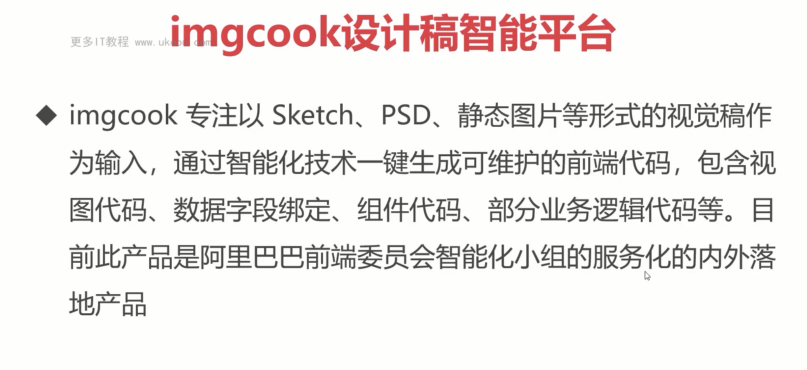 imgcook设计稿智能平台
更多IT教程
◆ imgcook 专注以 Sketch、PSD、静态图片等形式的视觉稿作
为输入，通过智能化技术一键生成可维护的前端代码，包含视
图代码、数据字段绑定、组件代码、部分业务逻辑代码等。目
前此产品是阿里巴巴前端委员会智能化小组的服务化的内外落
地产品